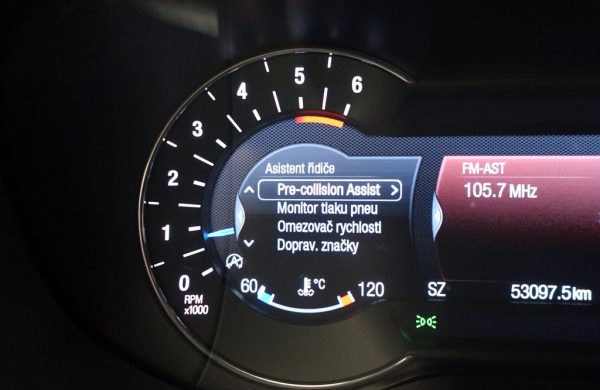 6
5
4
3
2
1
0
RPM
x1000
Asistent řidiče
Pre-collision Assist
Monitor tlaku pneu
Omezovač rychlosti
Doprav. značky
60 °C 120
FM-AST
105.7 MHz
SZ 53097.5km